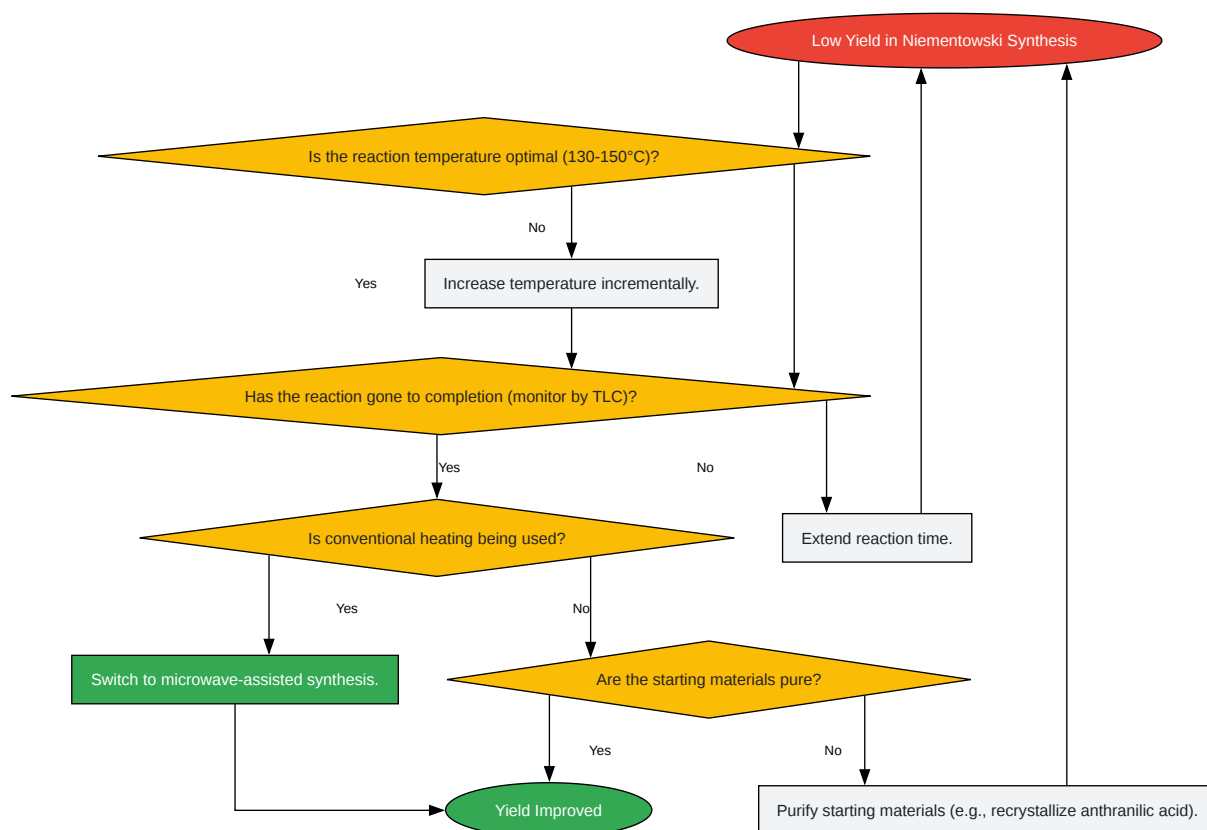 Low Yield in Niementowski Synthesis
Is the reaction temperature optimal (130-150°C)?
No
Yes
Increase temperature incrementally.
Has the reaction gone to completion (monitor by TLC)?
Yes
No
Is conventional heating being used?
Extend reaction time.
Yes
No
Switch to microwave-assisted synthesis.
Are the starting materials pure?
Yes
No
Yield Improved
Purify starting materials (e.g., recrystallize anthranilic acid).